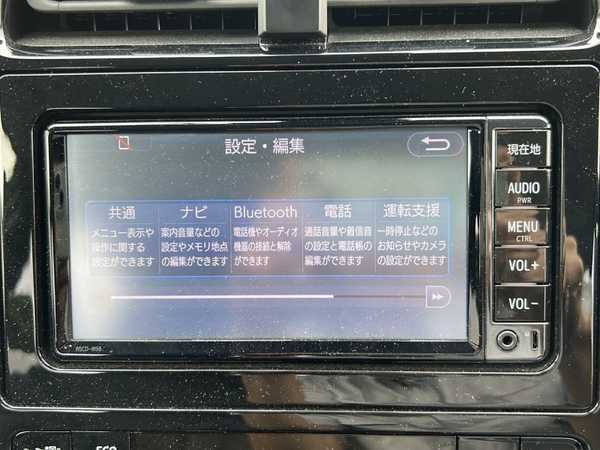 設定・編集
現在地
AUDIO
PWR
MENU
CTRL
VOL+
VOL-
共通
メニュー表示や
操作に関する
設定ができます
ナビ
案内音量などの
設定やメモリ地点
の編集ができます
Bluetooth
電話機やオーディオ
機器の接続と解除
ができます
電話
通話音量や着信音
の設定と電話帳の
編集ができます
運転支援
一時停止などの
お知らせやカメラ
の設定ができます
ECO